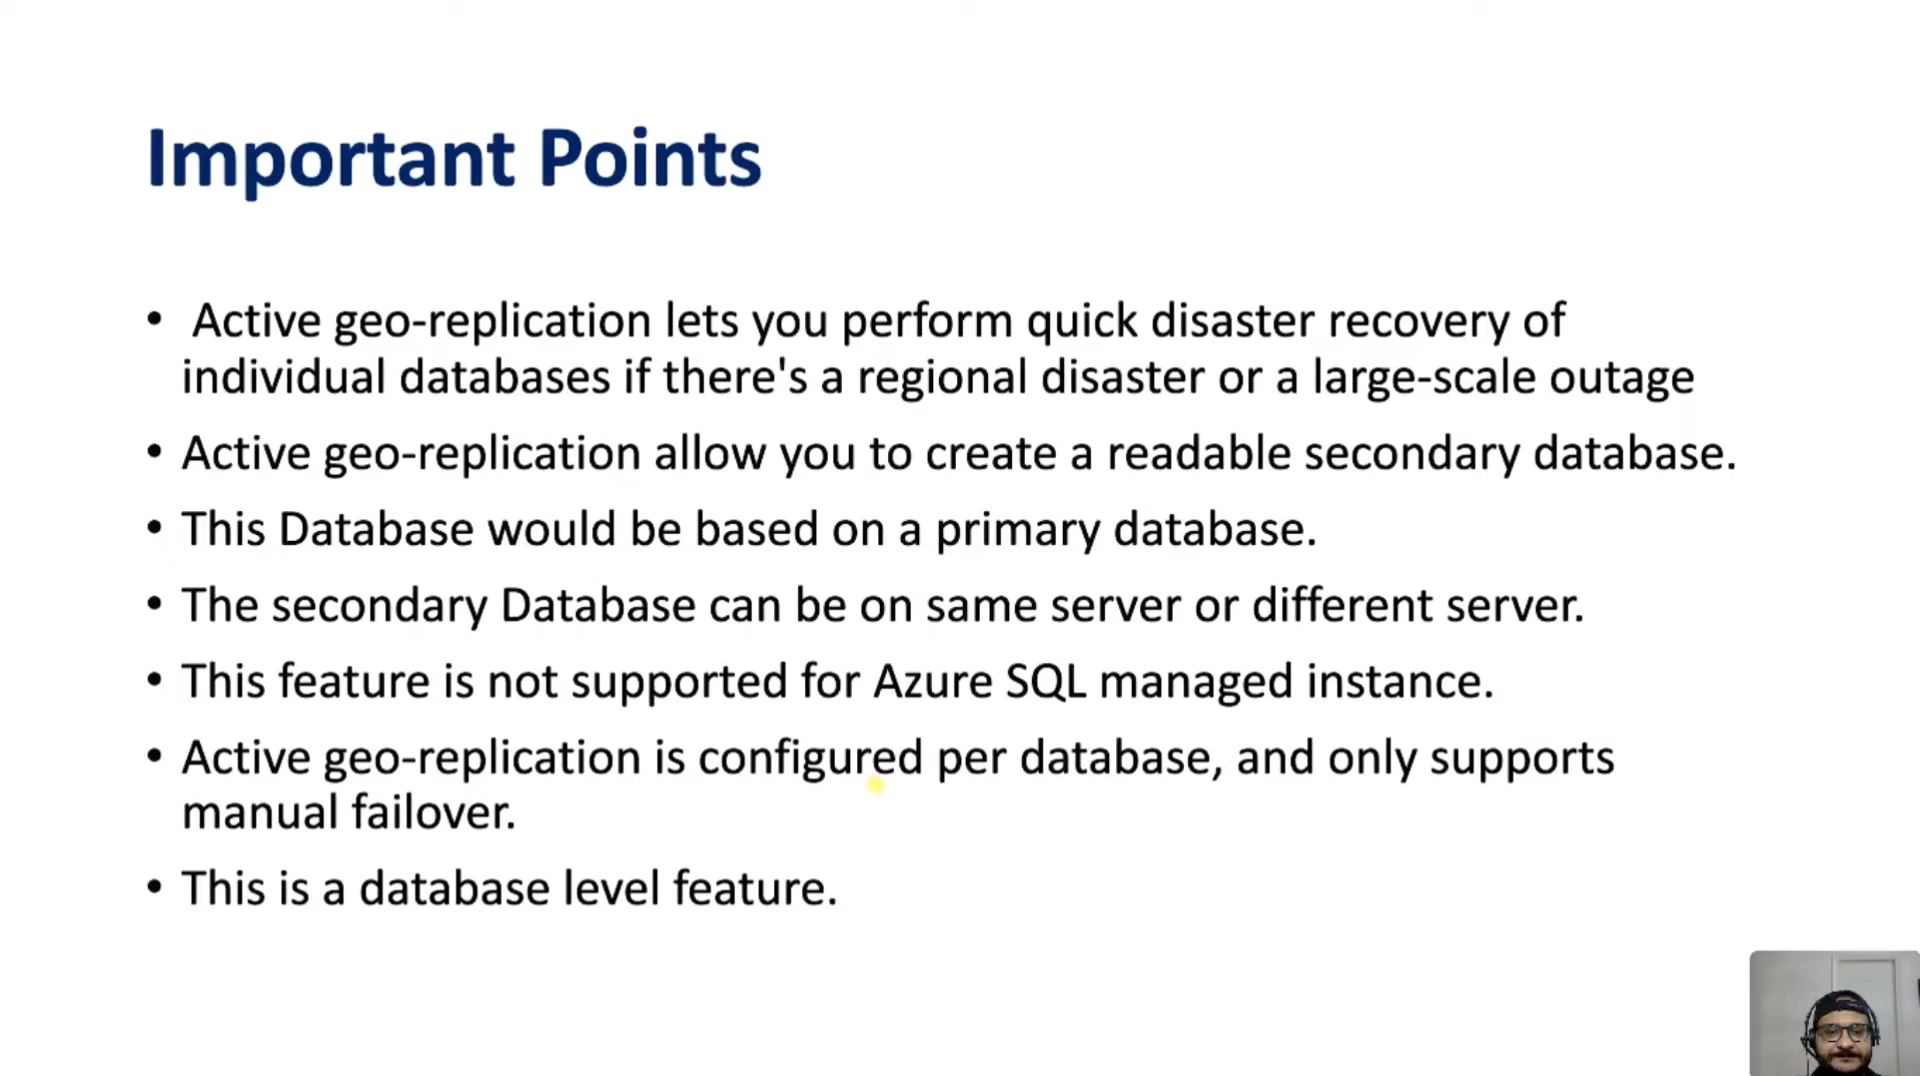 Important Points
• Active geo-replication lets you perform quick disaster recovery of
individual databases if there's a regional disaster or a large-scale outage
• Active geo-replication allow you to create a readable secondary database.
• This Database would be based on a primary database.
• The secondary Database can be on same server or different server.
• This feature is not supported for Azure SQL managed instance.
• Active geo-replication is configured per database, and only supports
manual failover.
• This is a database level feature.